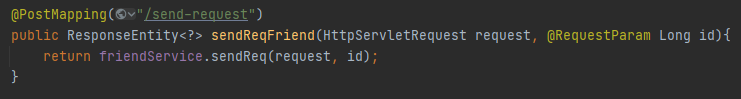 @PostMapping("/send-request")
public ResponseEntity<?> sendReqFriend(HttpServletRequest request, @RequestParam Long id){
    return friendService.sendReq(request, id);
}